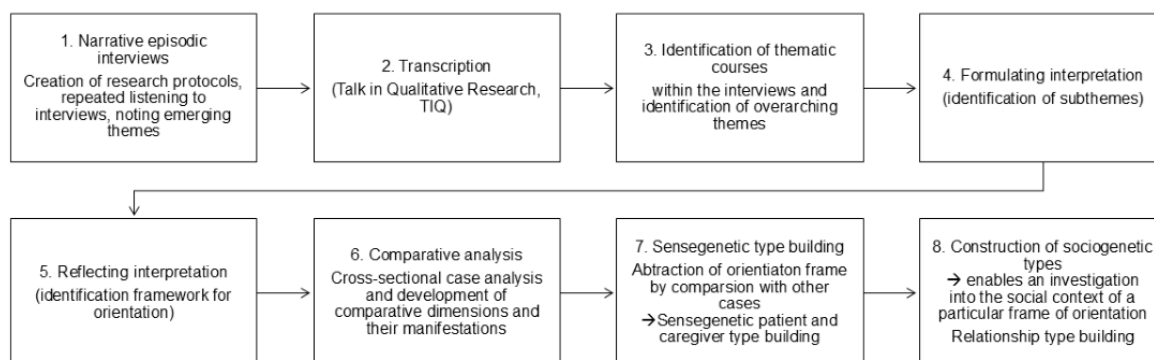 1. Narrative episodic
interviews
Creation of research protocols,
repeated listening to
interviews, noting emerging
themes
2. Transcription
(Talk in Qualitative Research,
TIQ)
3. Identification of thematic
courses
within the interviews and
identification of overarching
themes
4. Formulating interpretation
(identification of subthemes)
5. Reflecting interpretation
(identification framework for
orientation)
6. Comparative analysis
Cross-sectional case analysis
and development of
comparative dimensions and
their manifestations
7. Sensegenetic type building
Abtraction of orientiaton frame
by comparsion with other
cases
→Sensegenetic patient and
caregiver type building
8. Construction of sociogenetic
types
→ enables an investigation
into the social context of a
particular frame of orientation
Relationship type building